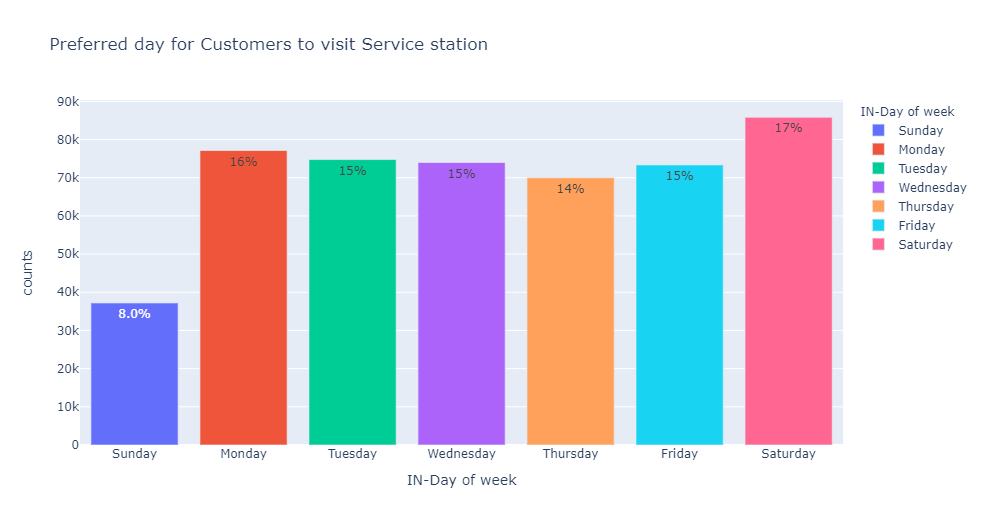 Preferred day for Customers to visit Service station
90k
80k
70k
60k
50k
40k
30k
20k
10k
0
counts
8.0%
16%
15%
15%
14%
15%
17%
Sunday
Monday
Tuesday
Wednesday
Thursday
Friday
Saturday
IN-Day of week
IN-Day of week
Sunday
Monday
Tuesday
Wednesday
Thursday
Friday
Saturday